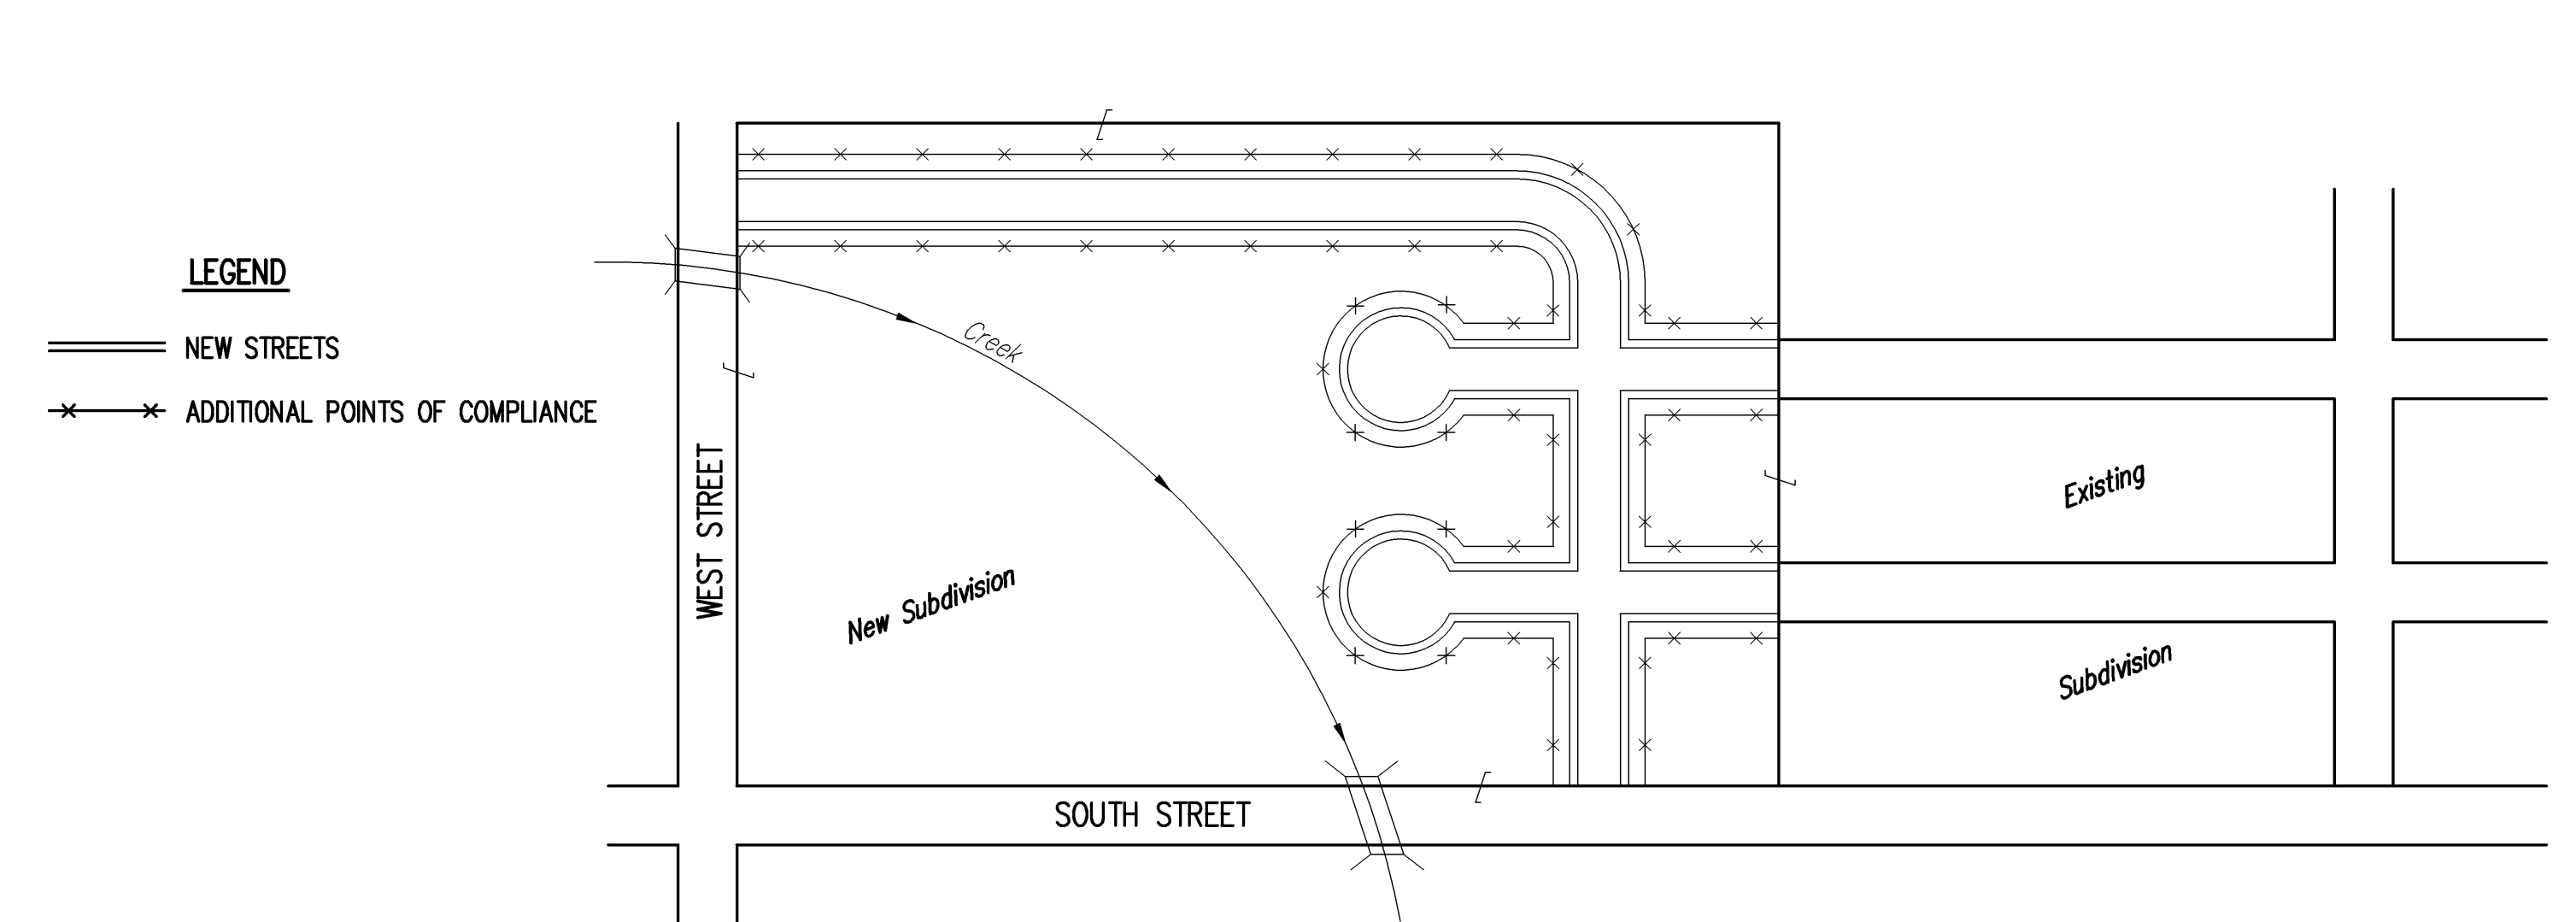 LEGEND
NEW STREETS
ADDITIONAL POINTS OF COMPLIANCE
Creek
WEST STREET
New Subdivision
SOUTH STREET
Existing
Subdivision